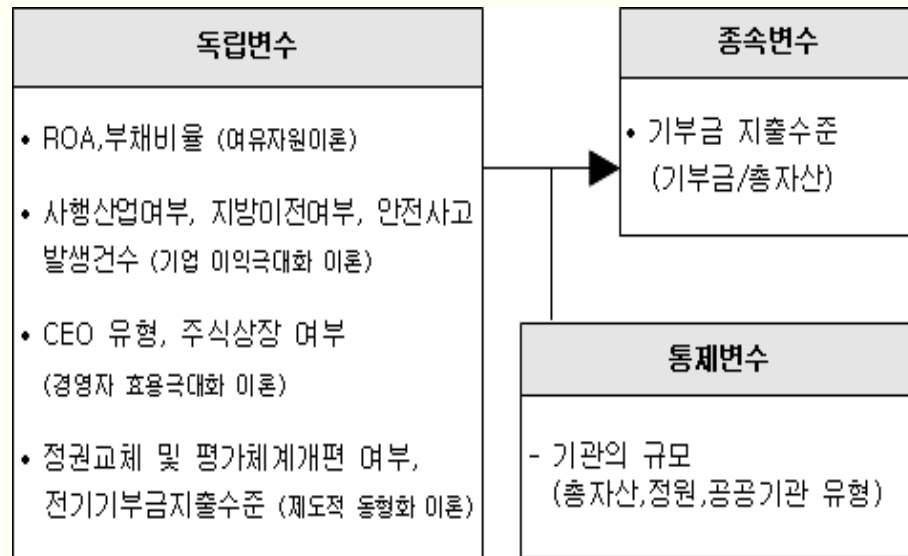 독립변수
• ROA,부채비율 (여유자원이론)
• 사행산업여부, 지방이전여부, 안전사고
발생건수 (기업 이익극대화 이론)
• CEO 유형, 주식상장 여부
(경영자 효용극대화 이론)
• 정권교체 및 평가체계개편 여부,
전기기부금지출수준 (제도적 동형화 이론)
종속변수
• 기부금 지출수준
(기부금/총자산)
통제변수
- 기관의 규모
(총자산,정원,공공기관 유형)